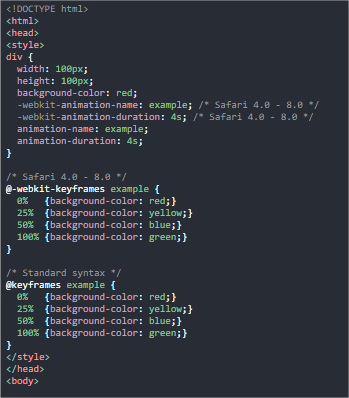 <!DOCTYPE html>
<html>
<head>
<style>
div {
  width: 100px;
  height: 100px;
  background-color: red;
  -webkit-animation-name: example; /* Safari 4.0 - 8.0 */
  -webkit-animation-duration: 4s; /* Safari 4.0 - 8.0 */
  animation-name: example;
  animation-duration: 4s;
}

/* Safari 4.0 - 8.0 */
@-webkit-keyframes example {
  0%   {background-color: red;}
  25%  {background-color: yellow;}
  50%  {background-color: blue;}
  100% {background-color: green;}
}

/* Standard syntax */
@keyframes example {
  0%   {background-color: red;}
  25%  {background-color: yellow;}
  50%  {background-color: blue;}
  100% {background-color: green;}
}
</style>
</head>
<body>